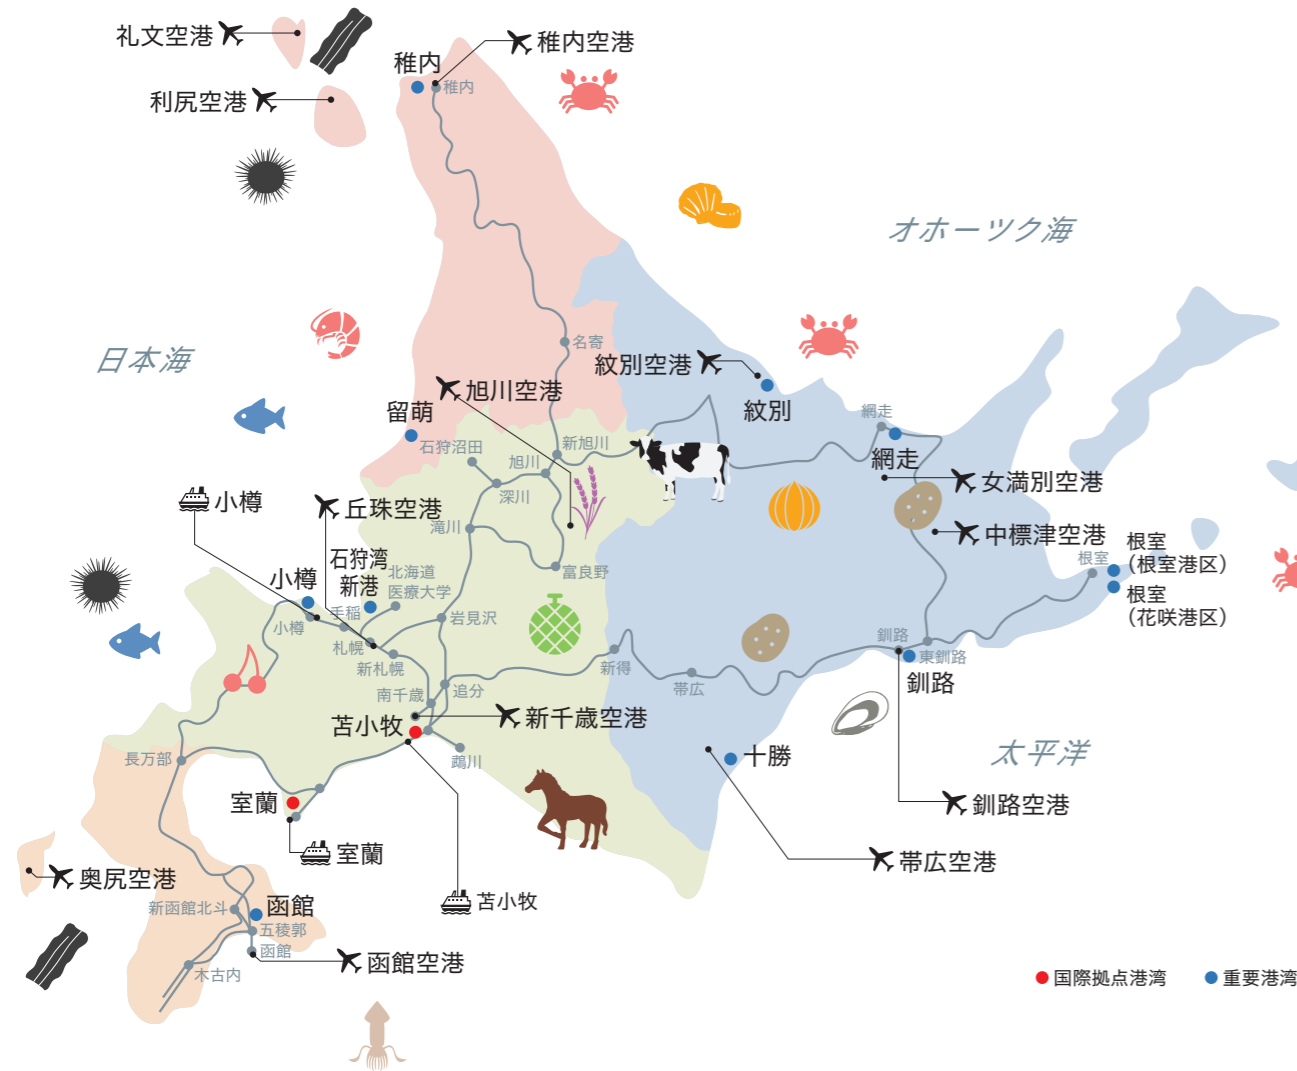 礼文空港
利尻空港
稚内
稚内空港
稚内
オホーツク海
日本海
名寄
紋別空港
紋別
旭川空港
留萌
石狩沼田
新旭川
旭川
深川
網走
網走
女満別空港
中標津空港
小樽
丘珠空港
滝川
石狩湾
新港
北海道
医療大学
富良野
小樽
小樽
手稲
札幌
新札幌
岩見沢
根室
根室
（根室港区）
根室
（花咲港区）
釧路
東釧路
釧路
新得
帯広
南千歳
追分
苫小牧
新千歳空港
鵡川
十勝
太平洋
長万部
室蘭
室蘭
釧路空港
帯広空港
奥尻空港
苫小牧
新函館北斗
函館
五稜郭
函館
函館空港
木古内
国際拠点港湾
重要港湾